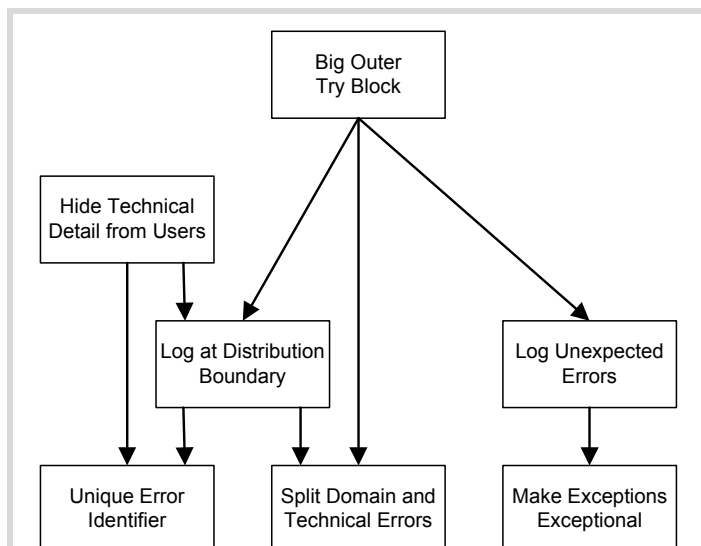 Big Outer
Try Block
Hide Technical
Detail from Users
Log at Distribution
Boundary
Log Unexpected
Errors
Unique Error
Identifier
Split Domain and
Technical Errors
Make Exceptions
Exceptional